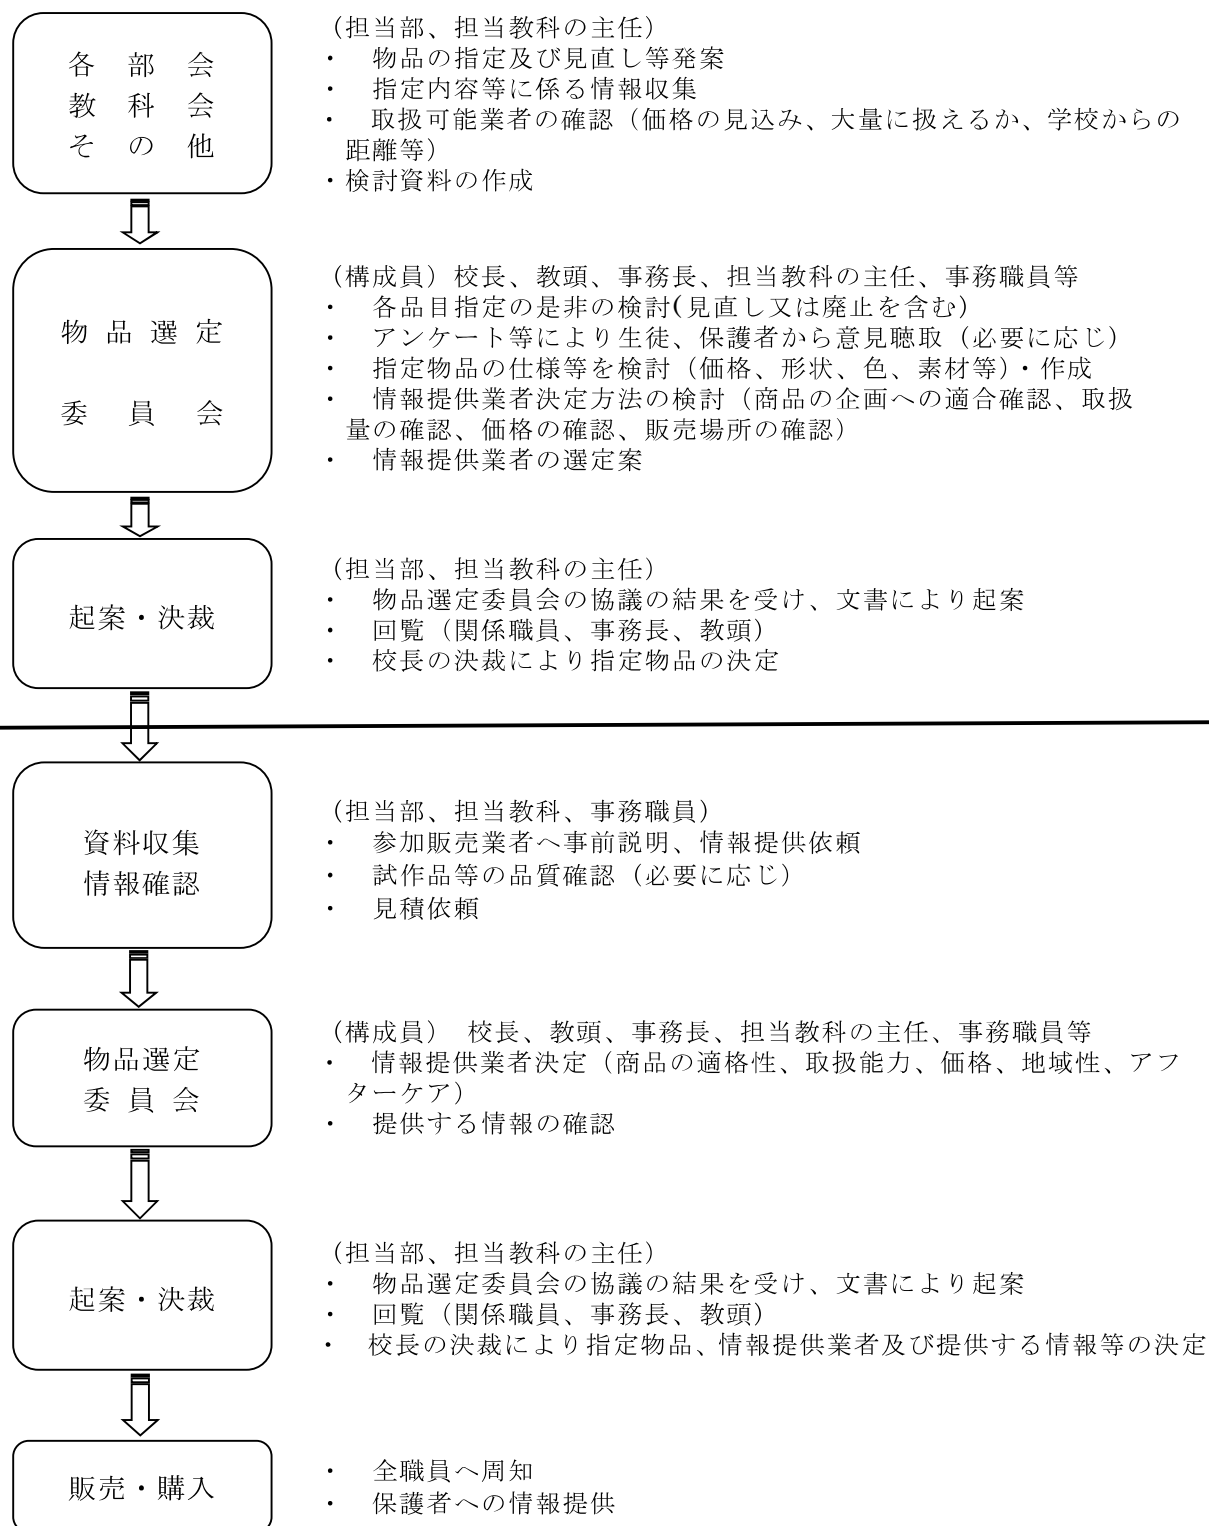 各部会
教科会
その他
（担当部、担当教科の主任）
・　物品の指定及び見直し等発案
・　指定内容等に係る情報収集
・　取扱可能業者の確認（価格の見込み、大量に扱えるか、学校からの
距離等）
・検討資料の作成
物品選定
委員会
（構成員）校長、教頭、事務長、担当教科の主任、事務職員等
・　各品目指定の是非の検討(見直し又は廃止を含む）
・　アンケート等により生徒、保護者から意見聴取（必要に応じ）
・　指定物品の仕様等を検討（価格、形状、色、素材等）・作成
・　情報提供業者決定方法の検討（商品の企画への適合確認、取扱
量の確認、価格の確認、販売場所の確認）
・　情報提供業者の選定案
起案・決裁
（担当部、担当教科の主任）
・　物品選定委員会の協議の結果を受け、文書により起案
・　回覧（関係職員、事務長、教頭）
・　校長の決裁により指定物品の決定
資料収集
情報確認
（担当部、担当教科、事務職員）
・　参加販売業者へ事前説明、情報提供依頼
・　試作品等の品質確認（必要に応じ）
・　見積依頼
物品選定
委員会
（構成員）　校長、教頭、事務長、担当教科の主任、事務職員等
・　情報提供業者決定（商品の適格性、取扱能力、価格、地域性、アフ
ターケア）
・　提供する情報の確認
起案・決裁
（担当部、担当教科の主任）
・　物品選定委員会の協議の結果を受け、文書により起案
・　回覧（関係職員、事務長、教頭）
・　校長の決裁により指定物品、情報提供業者及び提供する情報等の決定
販売・購入
・　全職員へ周知
・　保護者への情報提供